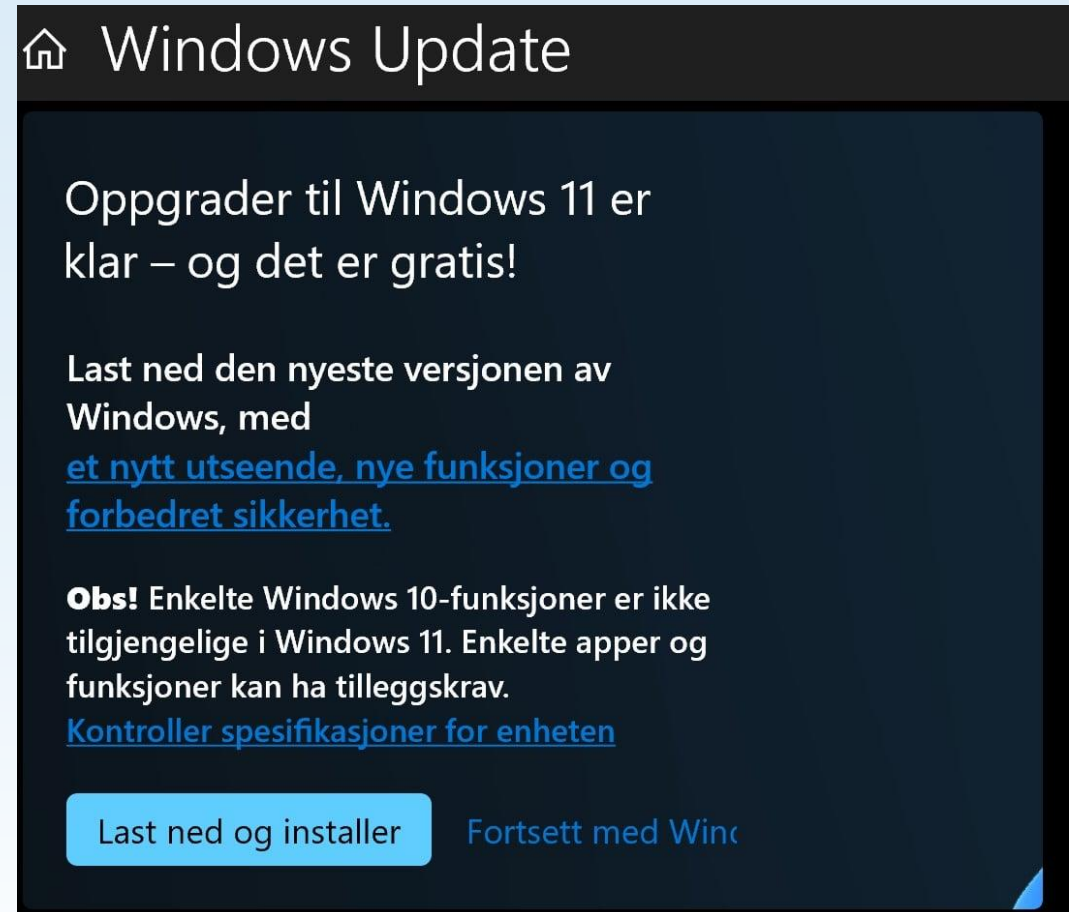 Windows Update
Oppgrader til Windows 11 er
klar – og det er gratis!
Last ned den nyeste versjonen av
Windows, med
et nytt utseende, nye funksjoner og
forbedret sikkerhet.
Obs! Enkelte Windows 10-funksjoner er ikke
tilgjengelige i Windows 11. Enkelte apper og
funksjoner kan ha tilleggskrav.
Kontroller spesifikasjoner for enheten
Last ned og installer Fortsett med